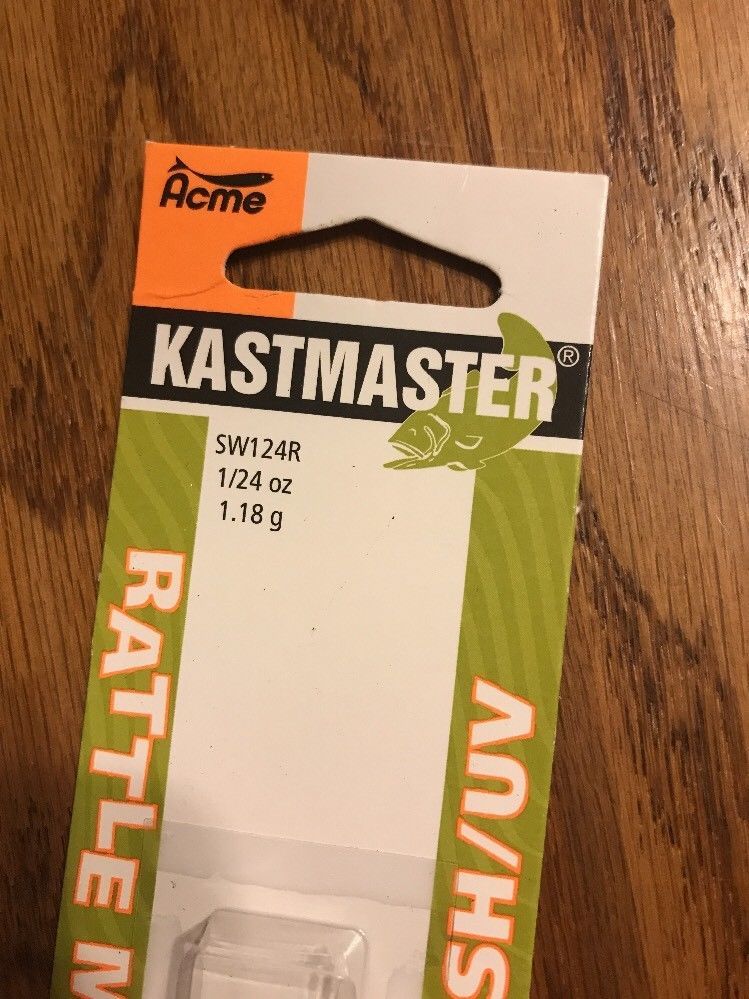 Acme
KASTMASTER®
SW124R
1/24 oz
1.18 g
RATTLE M
SH/UV